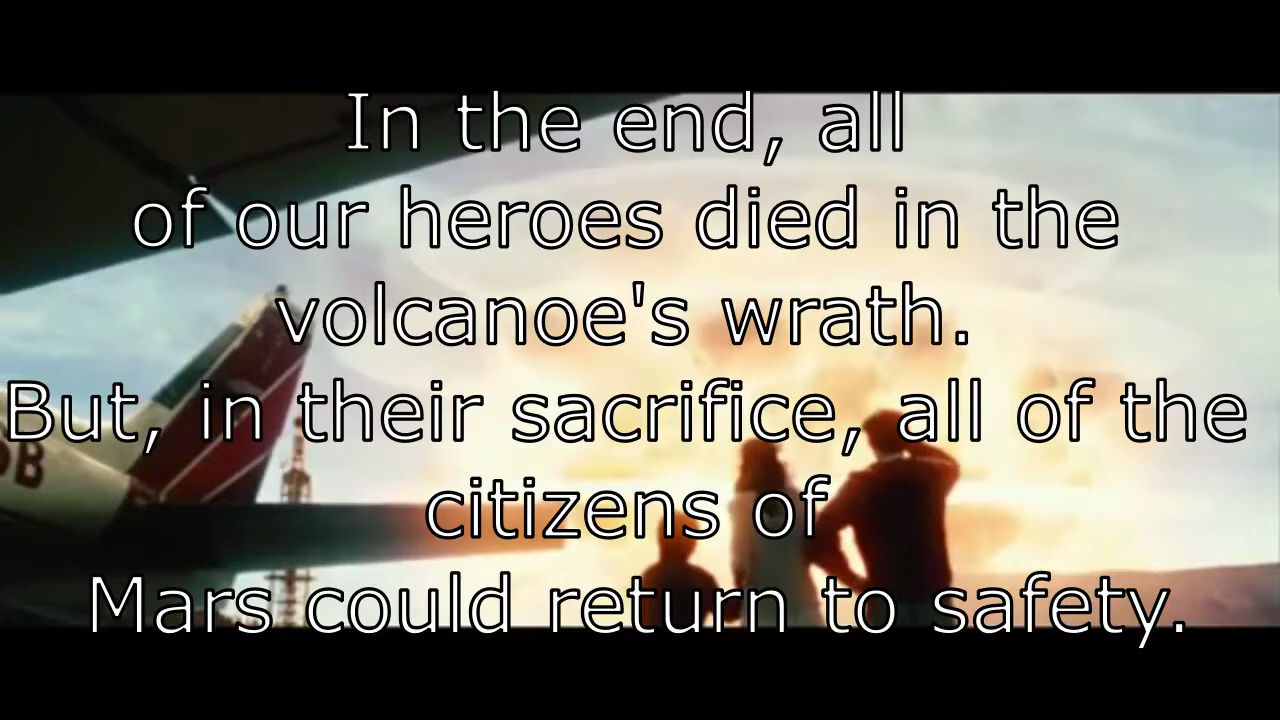 In the end, all
of our heroes died in the
volcanoe's wrath.
But, in their sacrifice, all of the
citizens of
Mars could return to safety.
B